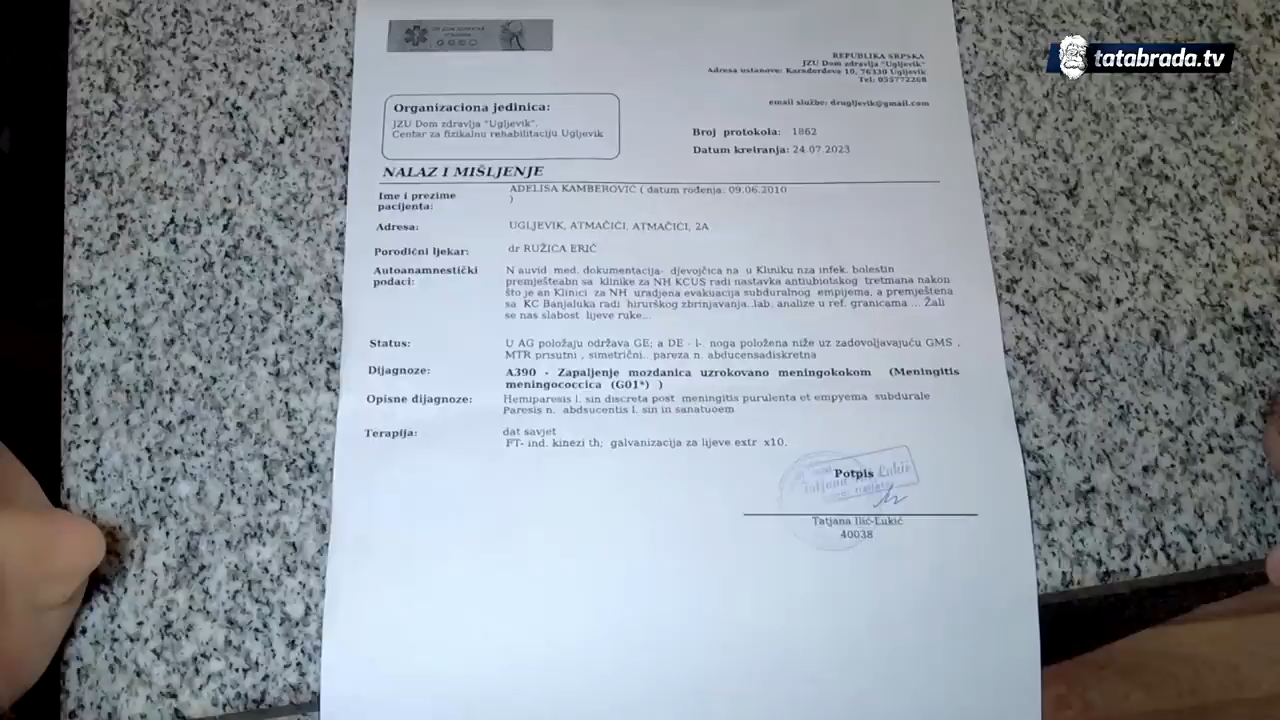 tatabrada.tv
REPUBLIKA SRPSKA
JZU Dom zdravlja "Ugljevik"
Adresa ustanove: Karađorđeva 10, 76330 Ugljevik
Tel: 055772268
email službe: drugljevik@gmail.com
Organizaciona jedinica:
JZU Dom zdravlja "Ugljevik",
Centar za fizikalnu rehabilitaciju Ugljevik
Broj protokola: 1862
Datum kreiranja: 24.07.2023
NALAZ I MIŠLJENJE
Ime i prezime pacijenta: ADELISA KAMBEROVIĆ ( datum rođenja: 09.06.2010
)
Adresa: UGLJEVIK, ATMAČIĆI, ATMAČIĆI, 2A
Porodični ljekar: dr RUŽICA ERIĆ
Autoanamnestički podaci: N auvid med. dokumentacija- djevojčica na u Kliniku nza infek. bolestin
premješteabn sa klinike za NH KCUS radi nastavka antiubiotskog tretmana nakon
što je an Klinici za NH uradjena evakuacija subduralnog empijema, a premještena
sa KC Banjaluka radi hirurškog zbrinjavanja..lab. analize u ref. granicama ... Žali
se nas slabost lijeve ruke...
Status: U AG položaju održava GE; a DE - l- noga položena niže uz zadovoljavajuću GMS ,
MTR prisutni , simetrični.. pareza n. abducensadiskretna
Dijagnoze: A390 - Zapaljenje mozdanica uzrokovano meningokokom (Meningitis
meningococcica (G01*) )
Opisne dijagnoze: Hemiparesis l. sin discreta post meningitis purulenta et empyema subdurale
Paresis n. abdsucentis l. sin in sanatuoem
Terapija: dat savjet
FT- ind. kinezi th; galvanizacija za lijeve extr x10.
Potpis
Tatjana Ilić-Lukić
40038